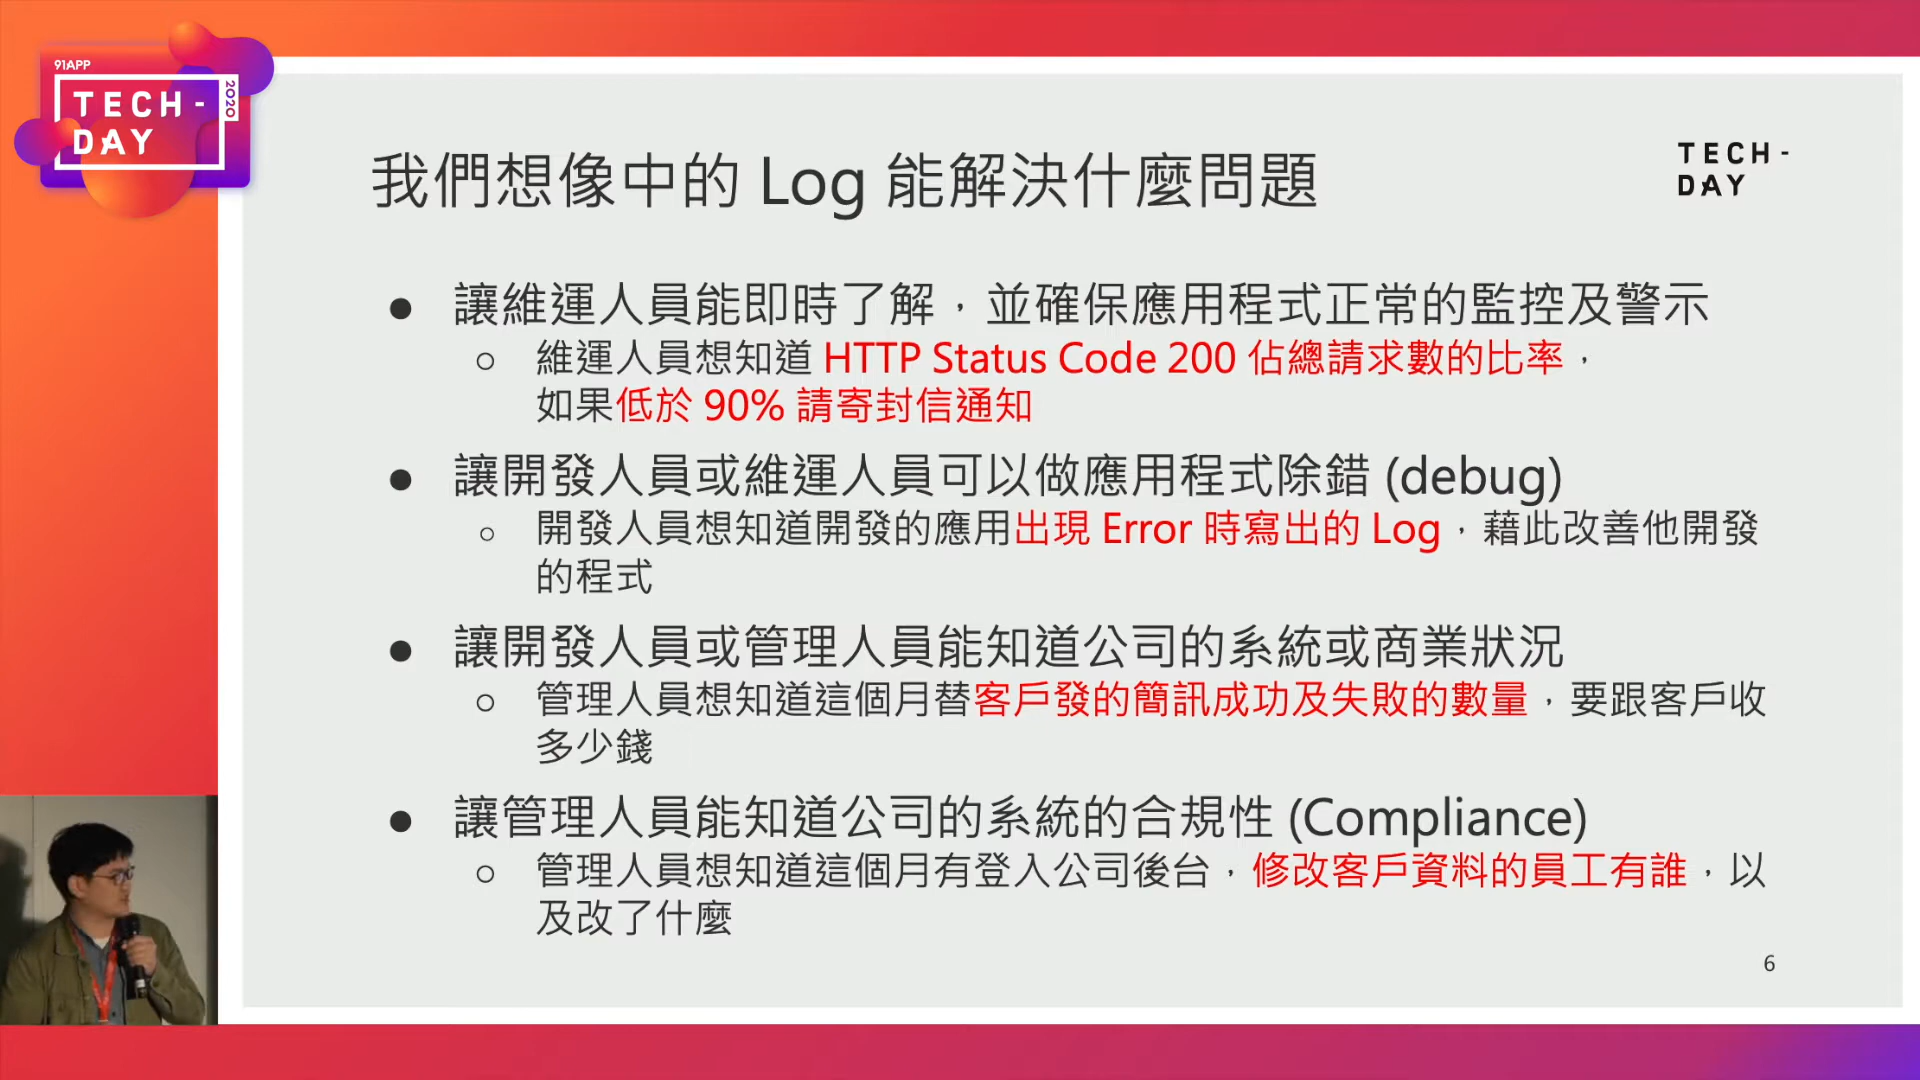 91APP
TECH-
DAY
2020
我們想像中的 Log 能解決什麼問題
TECH-
DAY
● 讓維運人員能即時了解，並確保應用程式正常的監控及警示
○ 維運人員想知道 HTTP Status Code 200 佔總請求數的比率，
如果低於 90% 請寄封信通知
● 讓開發人員或維運人員可以做應用程式除錯 (debug)
○ 開發人員想知道開發的應用出現 Error 時寫出的 Log，藉此改善他開發
的程式
● 讓開發人員或管理人員能知道公司的系統或商業狀況
○ 管理人員想知道這個月替客戶發的簡訊成功及失敗的數量，要跟客戶收
多少錢
● 讓管理人員能知道公司的系統的合規性 (Compliance)
○ 管理人員想知道這個月有登入公司後台，修改客戶資料的員工有誰，以
及改了什麼
6